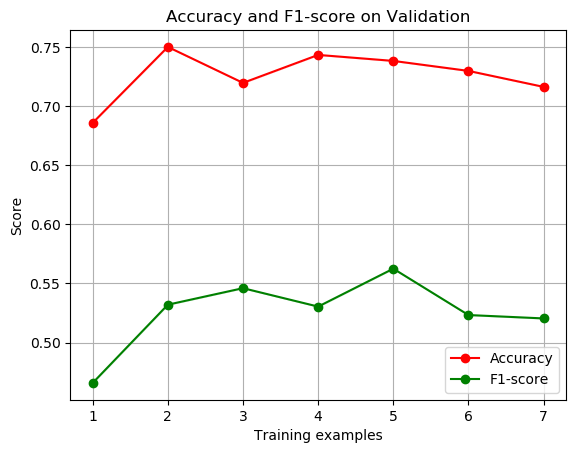 Accuracy and F1-score on Validation
0.75
0.70
0.65
0.60
0.55
0.50
Score
1 2 3 4 5 6 7
Training examples
Accuracy
F1-score